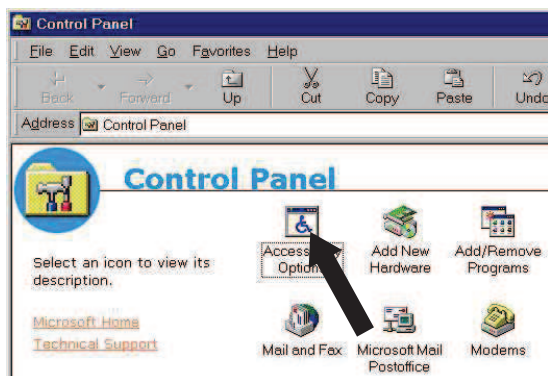 Control Panel
File Edit View Go Favorites Help
Back Forward Up Cut Copy Paste Undo
Address Control Panel
Control Panel
Select an icon to view its
description.
Microsoft Home
Technical Support
Add New
Hardware
Add/Remove
Programs
Mail and Fax
Microsoft Mail
Postoffice
Modems